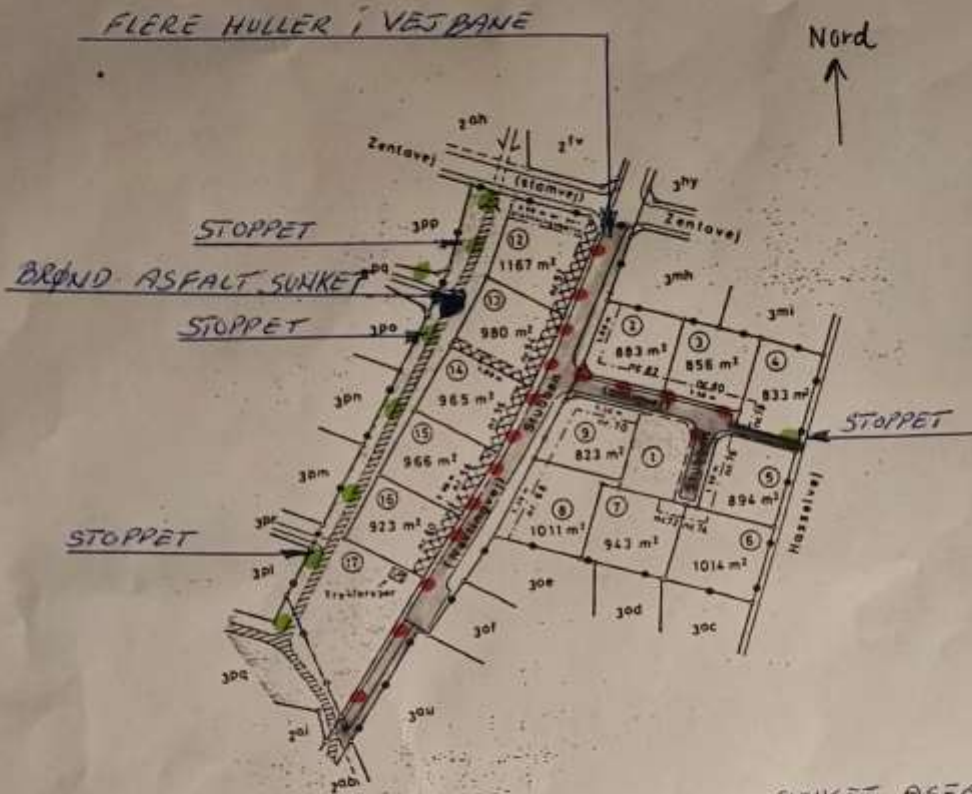 FLERE HULLER i VEJBANE
Nord
2ah
2fv
Zentavej
(stamvej)
3hy
Zentavej
STOPPET
3pp
12
1167 m²
3mh
BRØND ASFALT SUNKET
3mi
STOPPET
3po
13
980 m²
2
883 m²
3
856 m²
4
833 m²
14
965 m²
3pn
STOPPET
15
966 m²
9
823 m²
1
5
894 m²
Hasselvej
3pm
16
923 m²
8
1011 m²
7
943 m²
6
1014 m²
STOPPET
17
3pl
3oe
3od
3oc
3of
3pq
3ou
2ai